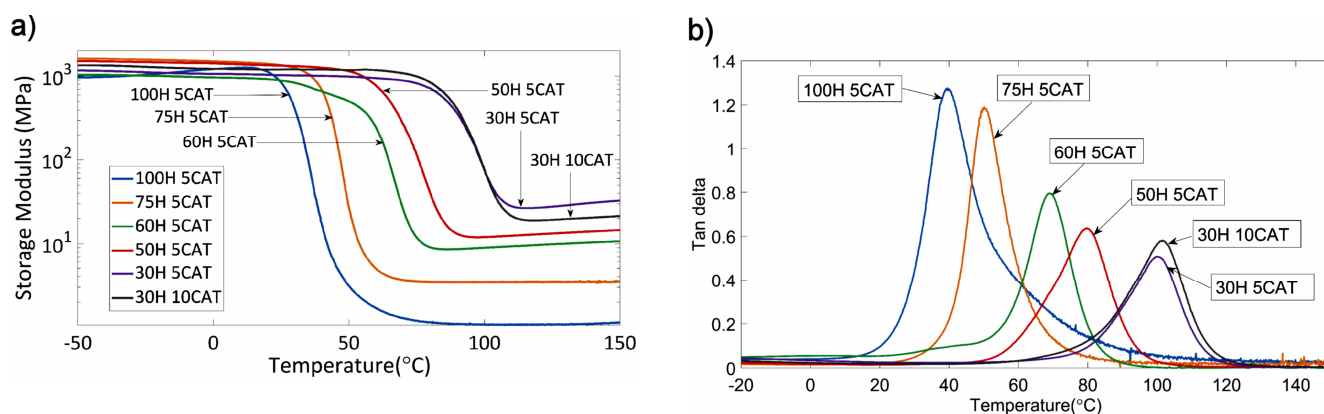 a)
Storage Modulus (MPa)
10³
10²
10¹
-50
0
50
100
150
Temperature(°C)
100H 5CAT
75H 5CAT
60H 5CAT
50H 5CAT
30H 5CAT
30H 10CAT
100H 5CAT
75H 5CAT
60H 5CAT
50H 5CAT
30H 5CAT
30H 10CAT
b)
Tan delta
1.4
1.2
1
0.8
0.6
0.4
0.2
0
-20
0
20
40
60
80
100
120
140
Temperature(°C)
100H 5CAT
75H 5CAT
60H 5CAT
50H 5CAT
30H 10CAT
30H 5CAT